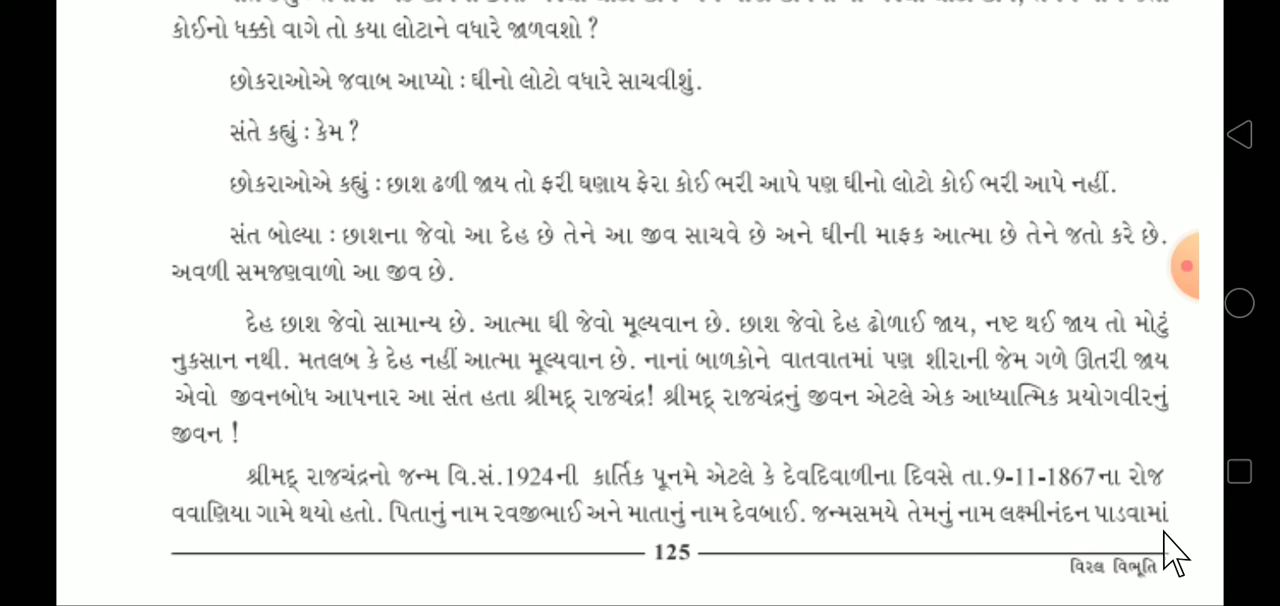 કોઈનો ધક્કો વાગે તો કયા લોટાને વધારે જાળવશો ?
છોકરાઓએ જવાબ આપ્યો : ઘીનો લોટો વધારે સાચવીશું.
સંતે કહ્યું : કેમ ?
છોકરાઓએ કહ્યું : છાશ ઢળી જાય તો ફરી ઘણાય ફેરા કોઈ ભરી આપે પણ ઘીનો લોટો કોઈ ભરી આપે નહીં.
સંત બોલ્યા : છાશના જેવો આ દેહ છે તેને આ જીવ સાચવે છે અને ઘીની માફક આત્મા છે તેને જતો કરે છે.
અવળી સમજણવાળો આ જીવ છે.
દેહ છાશ જેવો સામાન્ય છે. આત્મા ઘી જેવો મૂલ્યવાન છે. છાશ જેવો દેહ ઢોળાઈ જાય, નષ્ટ થઈ જાય તો મોટું
નુકસાન નથી. મતલબ કે દેહ નહીં આત્મા મૂલ્યવાન છે. નાનાં બાળકોને વાતવાતમાં પણ શીરાની જેમ ગળે ઊતરી જાય
એવો જીવનબોધ આપનાર આ સંત હતા શ્રીમદ્ રાજચંદ્ર! શ્રીમદ્ રાજચંદ્રનું જીવન એટલે એક આધ્યાત્મિક પ્રયોગવીરનું
જીવન !
શ્રીમદ્ રાજચંદ્રનો જન્મ વિ.સં.1924ની કાર્તિક પૂનમે એટલે કે દેવદિવાળીના દિવસે તા.9-11-1867ના રોજ
વવાણિયા ગામે થયો હતો. પિતાનું નામ રવજીભાઈ અને માતાનું નામ દેવબાઈ. જન્મસમયે તેમનું નામ લક્ષ્મીનંદન પાડવામાં
125
વિરલ વિભૂતિ